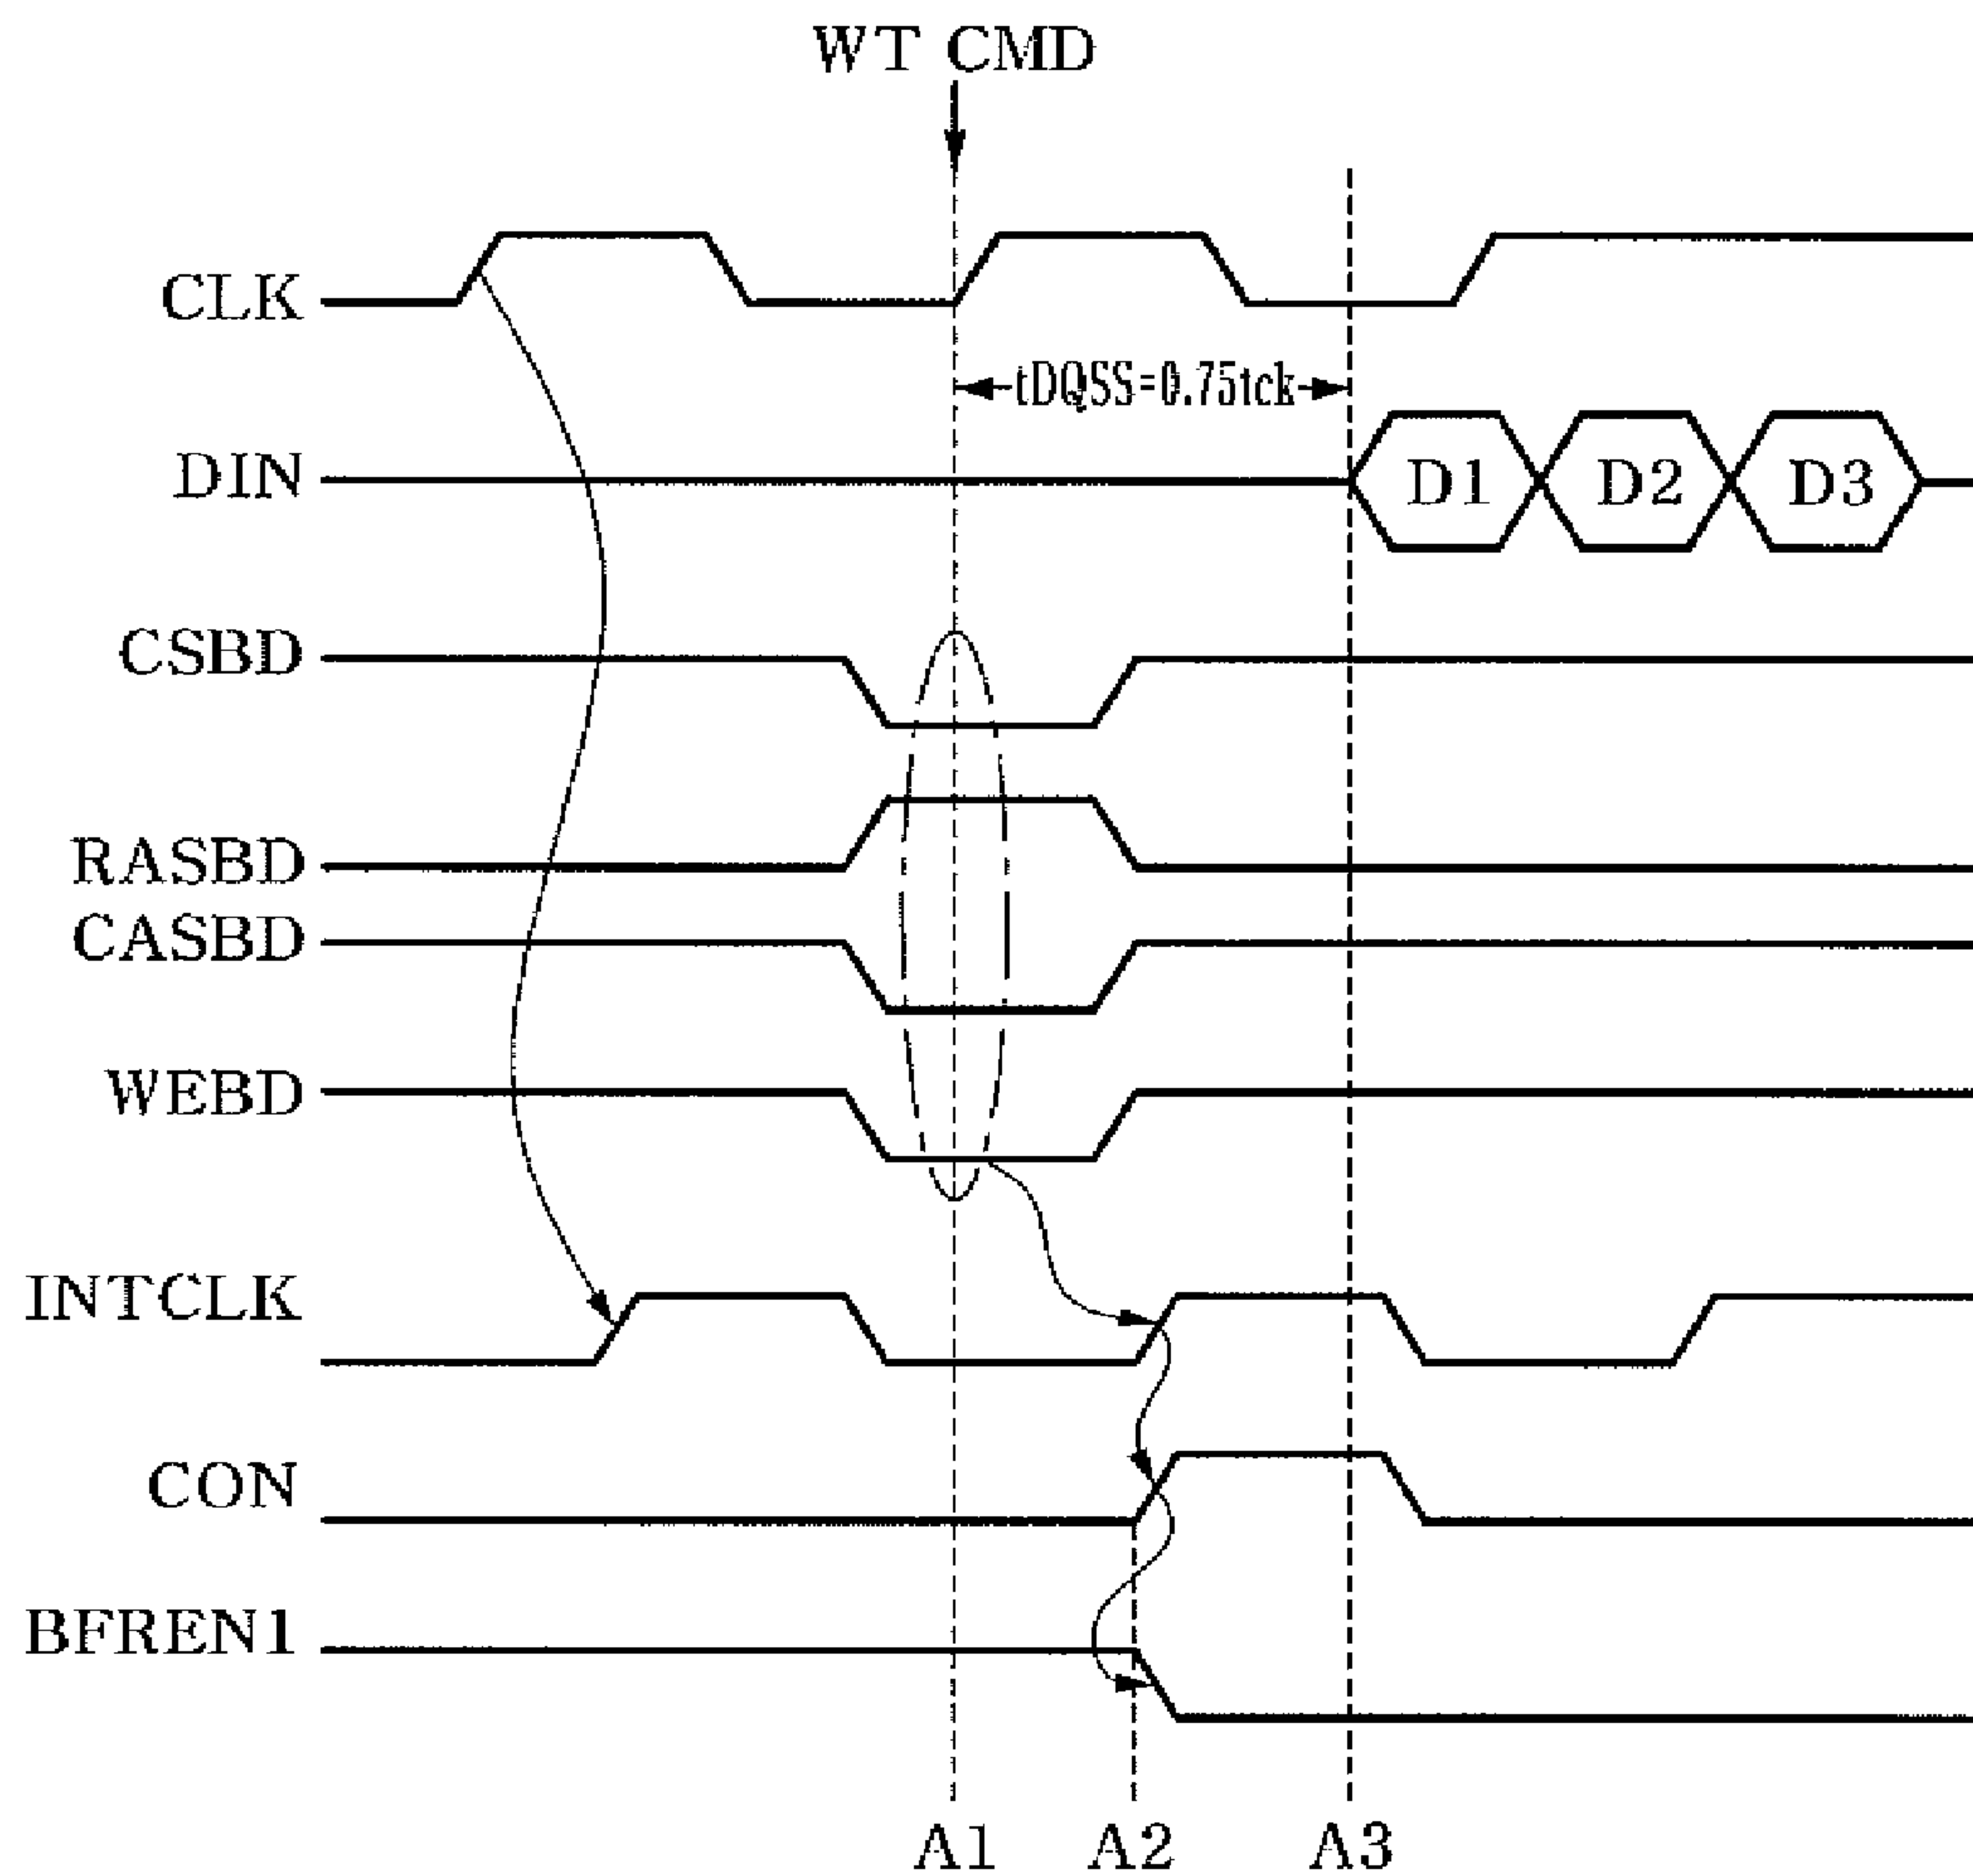 WT CMD
CLK
tDQSS=0.75tck
DIN
D1 D2 D3
CSBD
RASBD
CASBD
WEBD
INTCLK
CON
BFREN1
A1 A2 A3